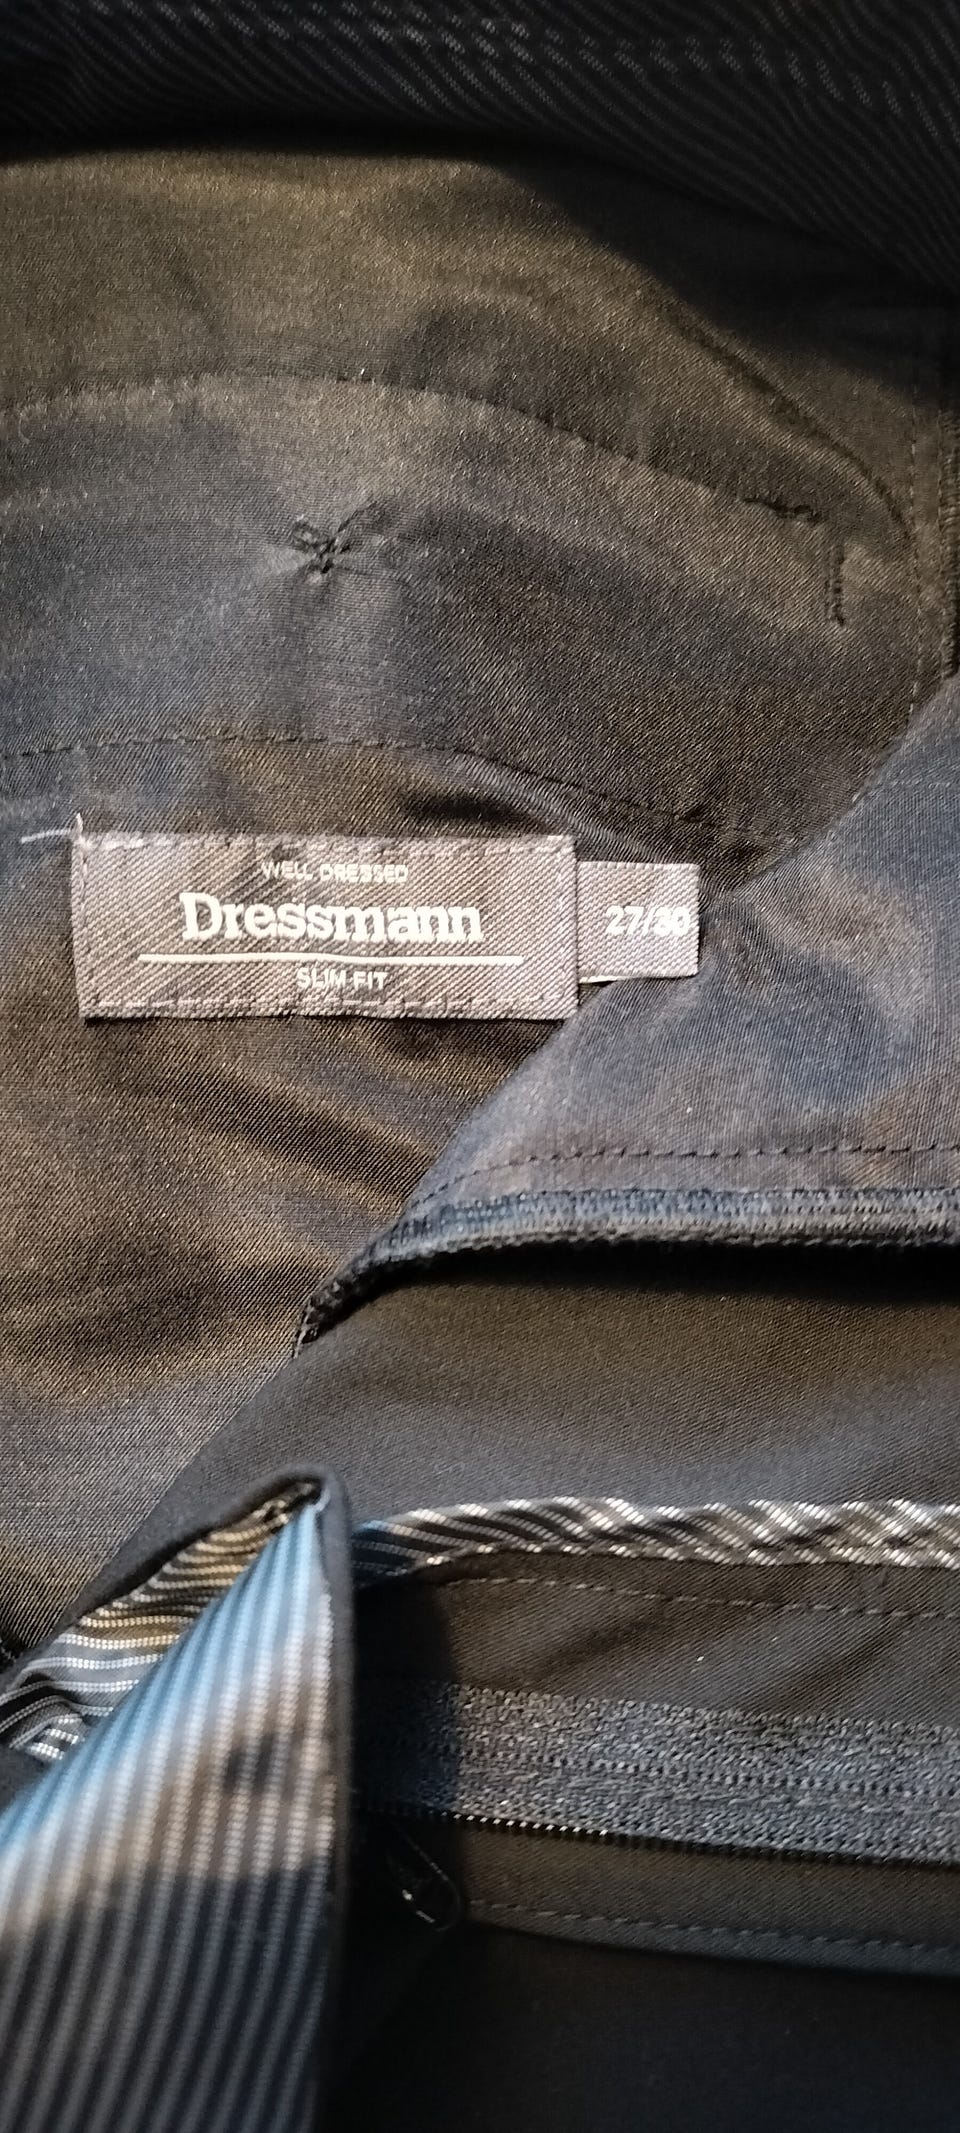 WELL DRESSED
Dressmann
SLIM FIT
27/30